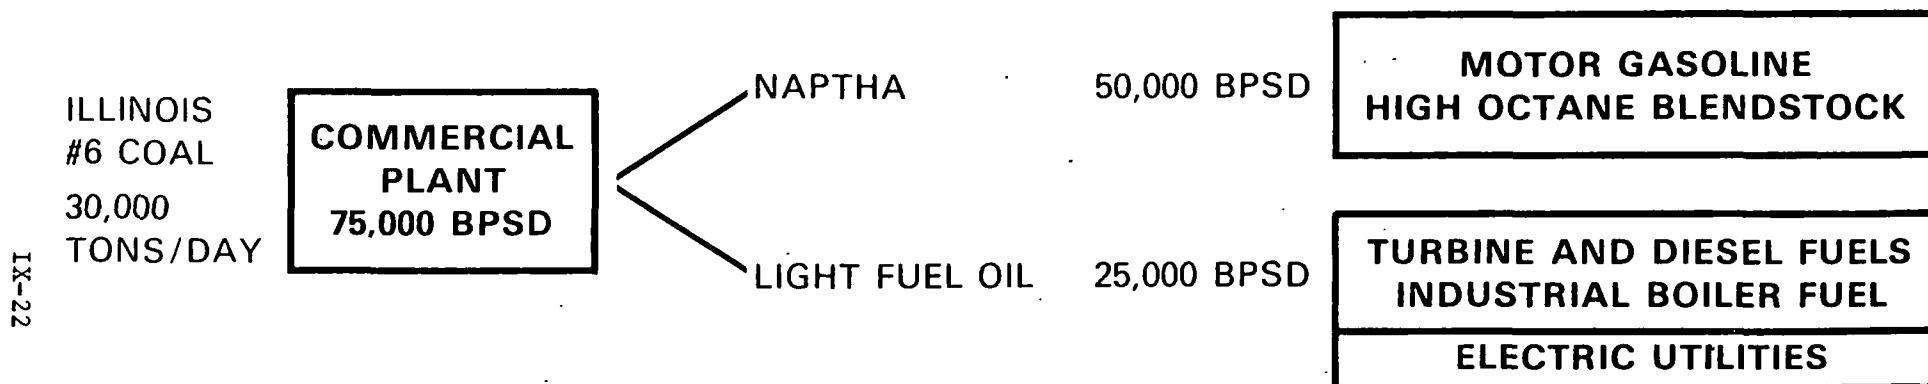 ILLINOIS
#6 COAL
30,000
TONS/DAY
COMMERCIAL
PLANT
75,000 BPSD
NAPTHA
50,000 BPSD
MOTOR GASOLINE
HIGH OCTANE BLENDSTOCK
LIGHT FUEL OIL
25,000 BPSD
TURBINE AND DIESEL FUELS
INDUSTRIAL BOILER FUEL
ELECTRIC UTILITIES
IX-22